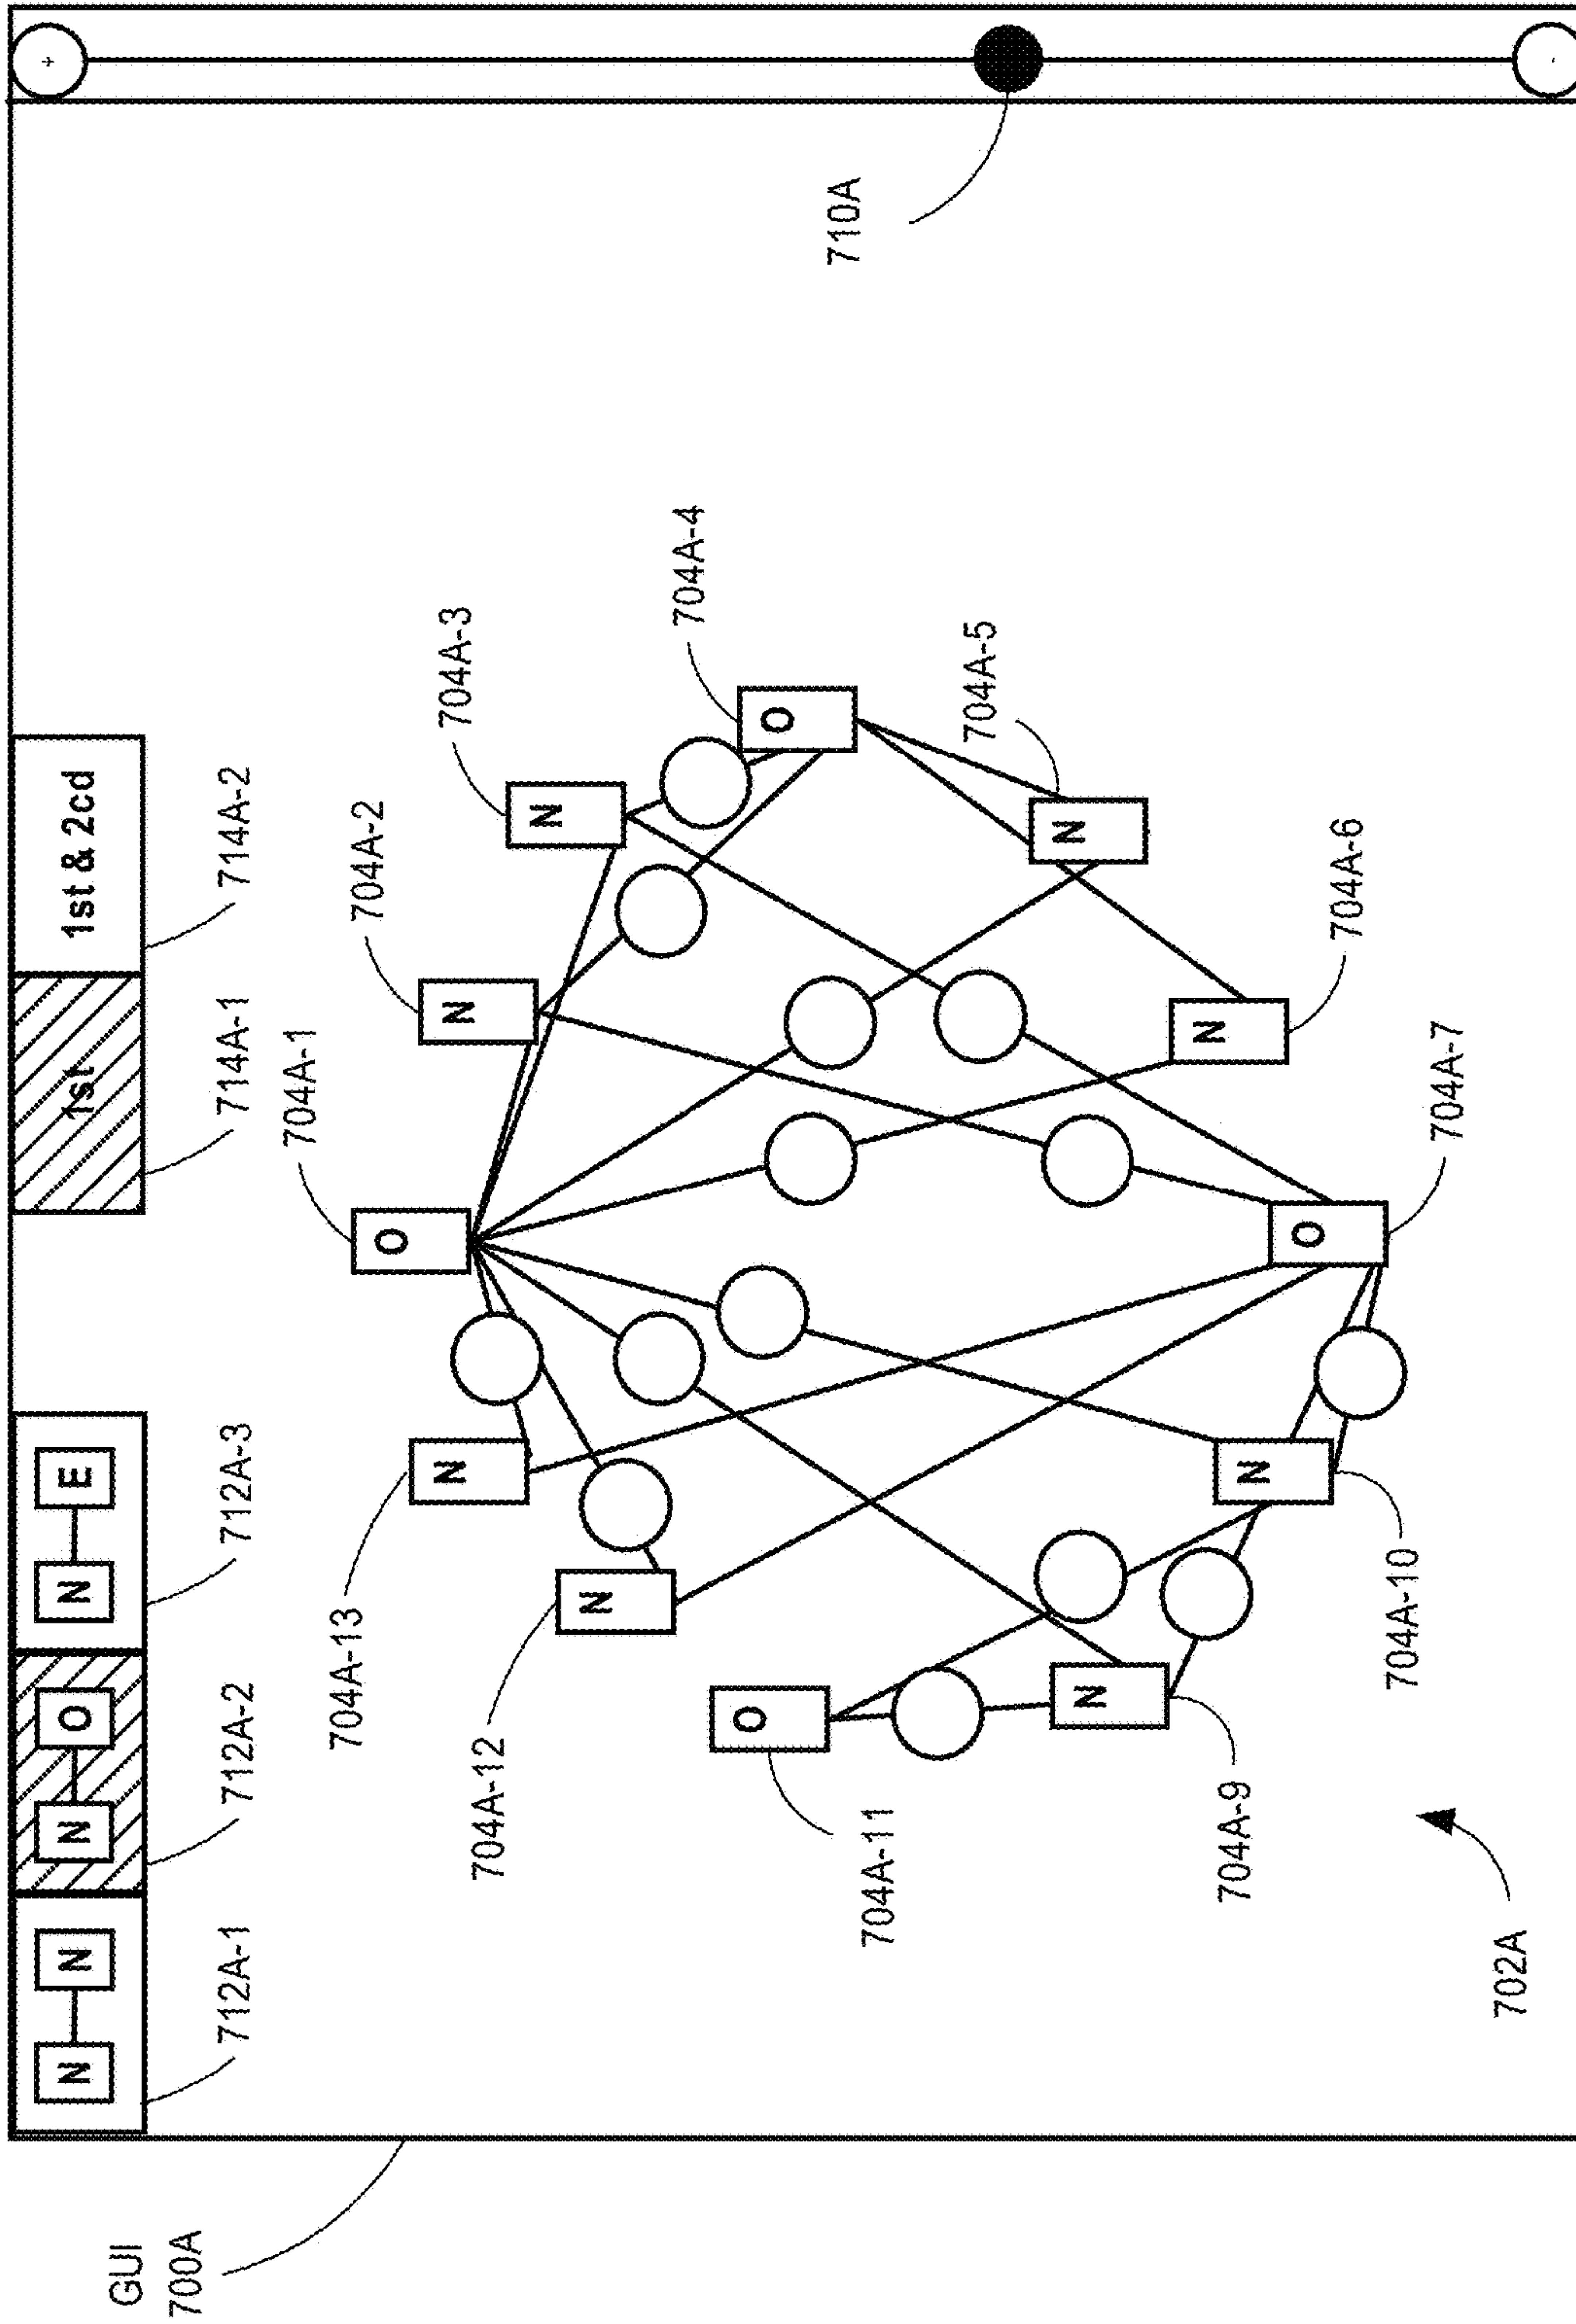 GUI
700A
N N
N O
N E
1st
1st & 2cd
+
-
712A-1
712A-2
712A-3
714A-1
714A-2
704A-1
O
704A-2
N
704A-3
N
704A-4
O
704A-5
N
704A-6
N
704A-7
O
704A-9
N
704A-10
N
704A-11
O
704A-12
N
704A-13
N
710A
702A